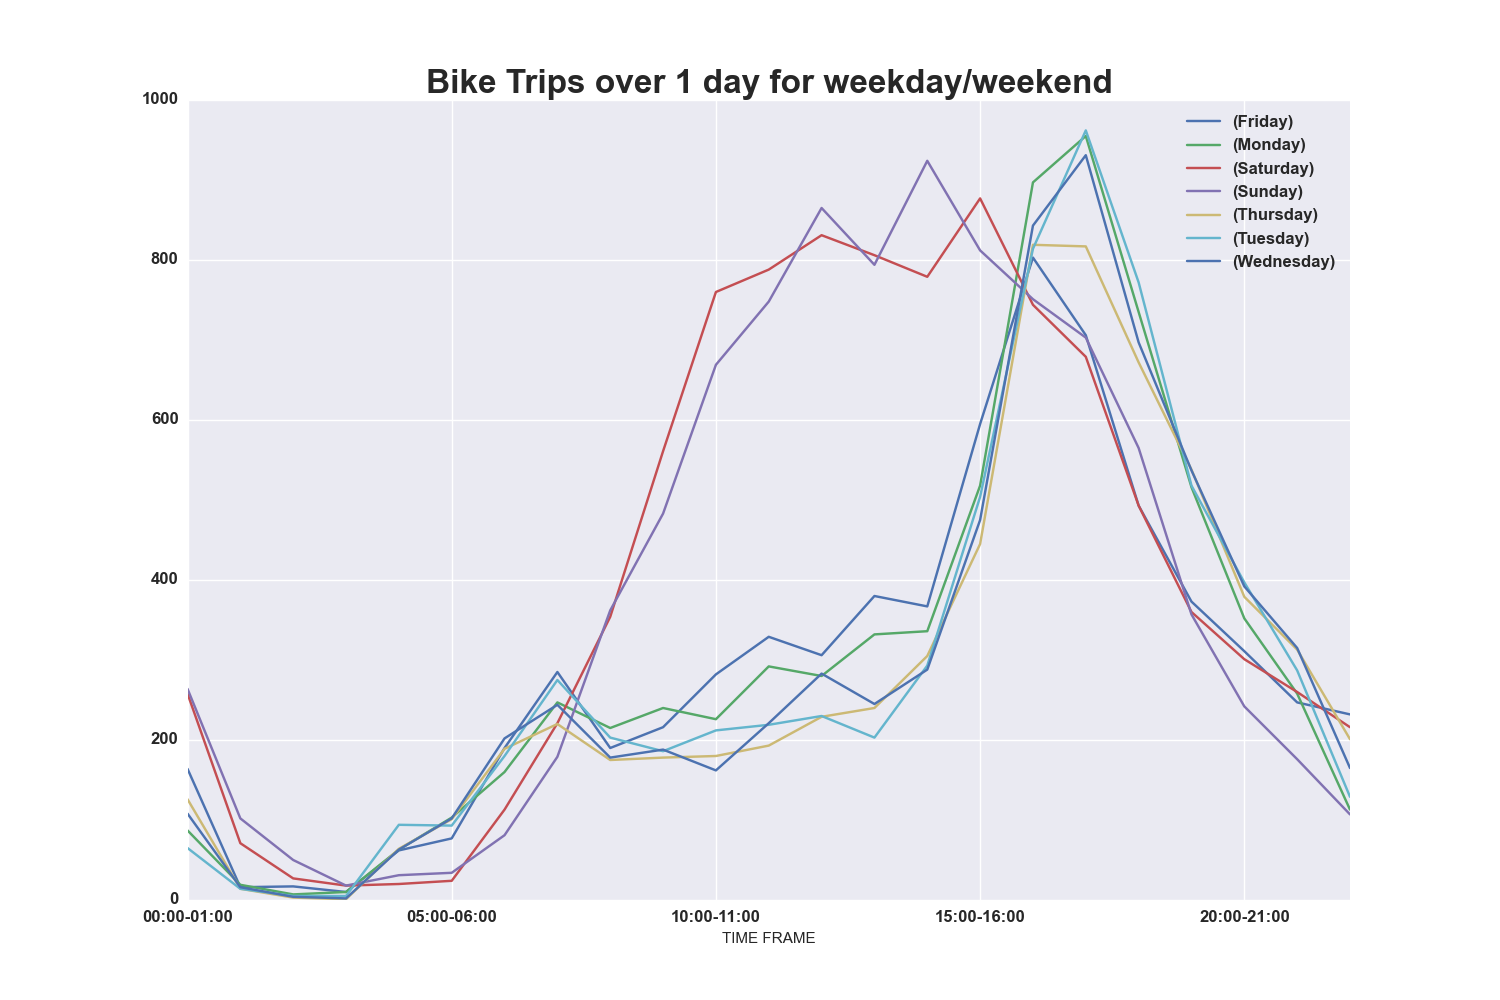 Bike Trips over 1 day for weekday/weekend
1000
800
600
400
200
0
(Friday)
(Monday)
(Saturday)
(Sunday)
(Thursday)
(Tuesday)
(Wednesday)
00:00-01:00 05:00-06:00 10:00-11:00 15:00-16:00 20:00-21:00
TIME FRAME